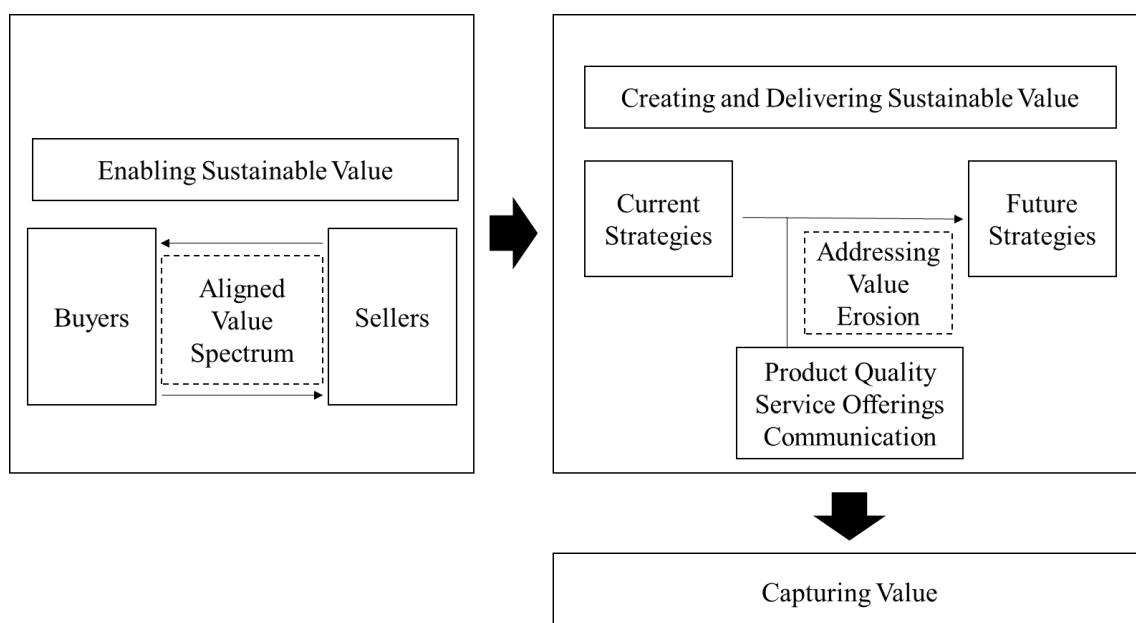 Enabling Sustainable Value
Buyers
Aligned
Value
Spectrum
Sellers
Creating and Delivering Sustainable Value
Current
Strategies
Addressing
Value
Erosion
Future
Strategies
Product Quality
Service Offerings
Communication
Capturing Value